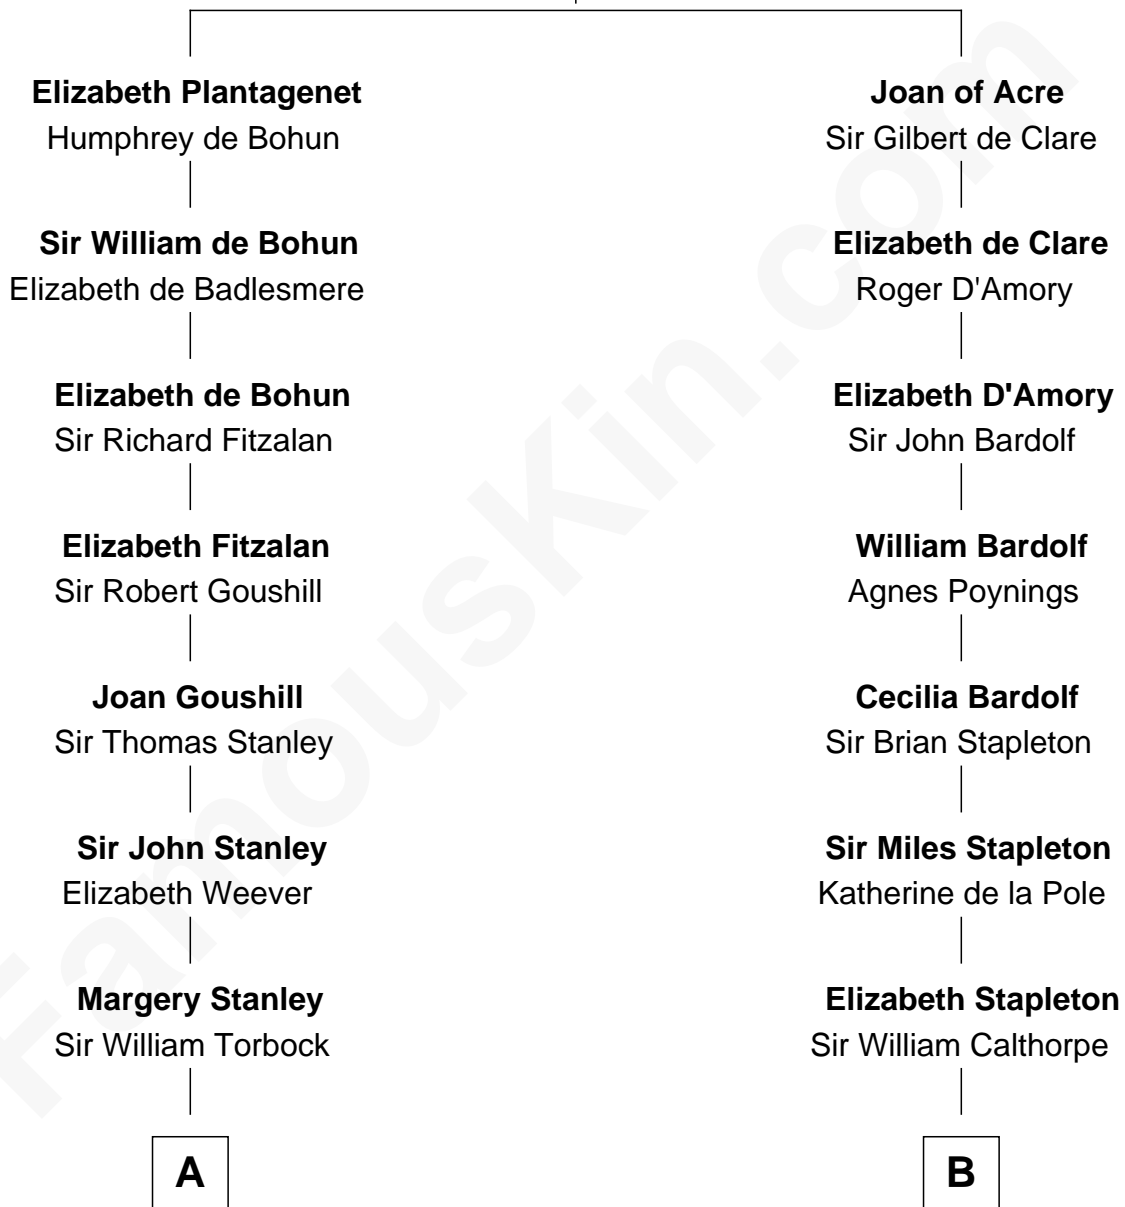 Elizabeth Plantagenet
Humphrey de Bohun
Sir William de Bohun
Elizabeth de Badlesmere
Elizabeth de Bohun
Sir Richard Fitzalan
Elizabeth Fitzalan
Sir Robert Goushill
Joan Goushill
Sir Thomas Stanley
Sir John Stanley
Elizabeth Weever
Margery Stanley
Sir William Torbock
A
Joan of Acre
Sir Gilbert de Clare
Elizabeth de Clare
Roger D'Amory
Elizabeth D'Amory
Sir John Bardolf
William Bardolf
Agnes Poynings
Cecilia Bardolf
Sir Brian Stapleton
Sir Miles Stapleton
Katherine de la Pole
Elizabeth Stapleton
Sir William Calthorpe
B
FamousKin.com